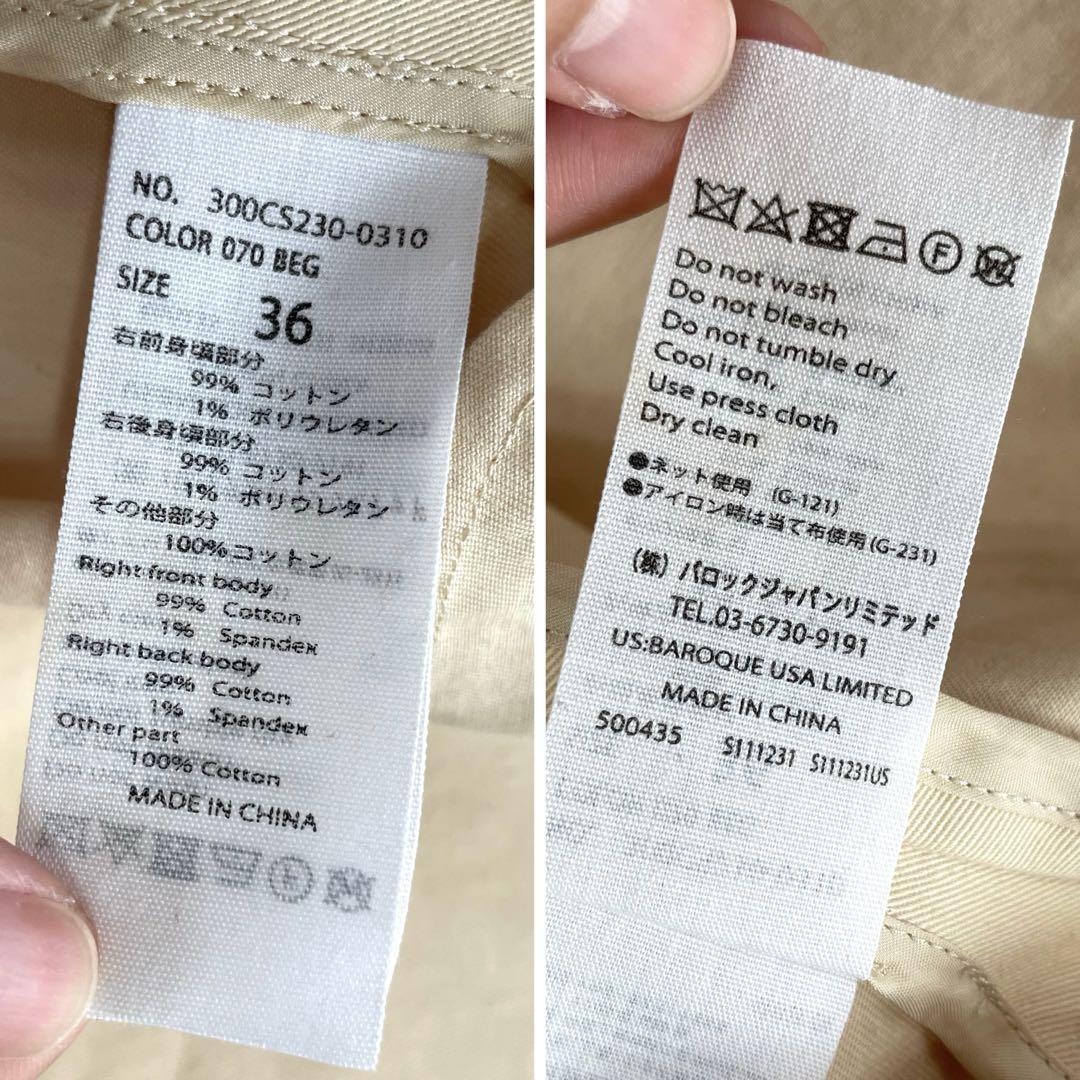 NO. 300CS230-0310
COLOR 070 BEG
SIZE 36
右前身頃部分
99% コットン
1% ポリウレタン
右後身頃部分
99% コットン
1% ポリウレタン
その他部分
100%コットン
Right front body
99% Cotton
1% Spandex
Right back body
99% Cotton
1% Spandex
Other part
100% Cotton
MADE IN CHINA
F W
Do not wash
Do not bleach
Do not tumble dry
Cool iron,
Use press cloth
Dry clean
●ネット使用 (G-121)
●アイロン時は当て布使用(G-231)
(株) バロックジャパンリミテッド
TEL.03-6730-9191
US:BAROQUE USA LIMITED
MADE IN CHINA
500435 S111231 S111231US